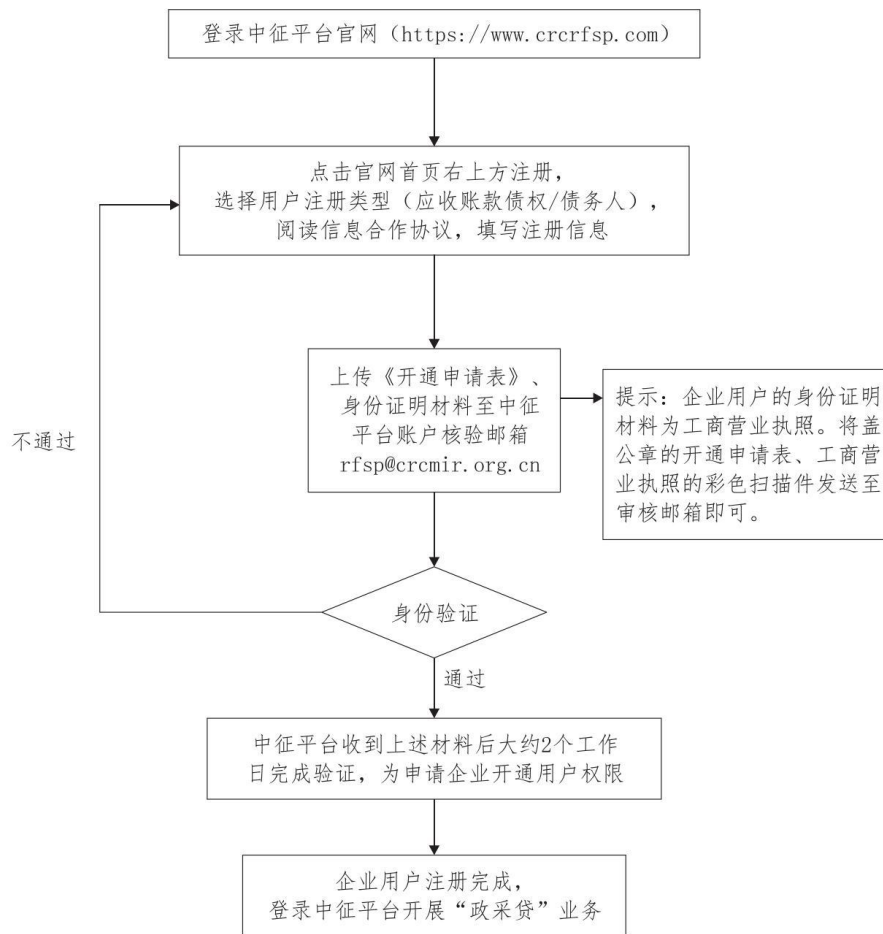 登录中征平台官网（https://www.crcrfsp.com）
点击官网首页右上方注册，
选择用户注册类型（应收账款债权/债务人），
阅读信息合作协议，填写注册信息
上传《开通申请表》、
身份证明材料至中征
平台账户核验邮箱
rfsp@crcmir.org.cn
提示：企业用户的身份证明
材料为工商营业执照。将盖
公章的开通申请表、工商营
业执照的彩色扫描件发送至
审核邮箱即可。
不通过
身份验证
通过
中征平台收到上述材料后大约2个工作
日完成验证，为申请企业开通用户权限
企业用户注册完成，
登录中征平台开展“政采贷”业务